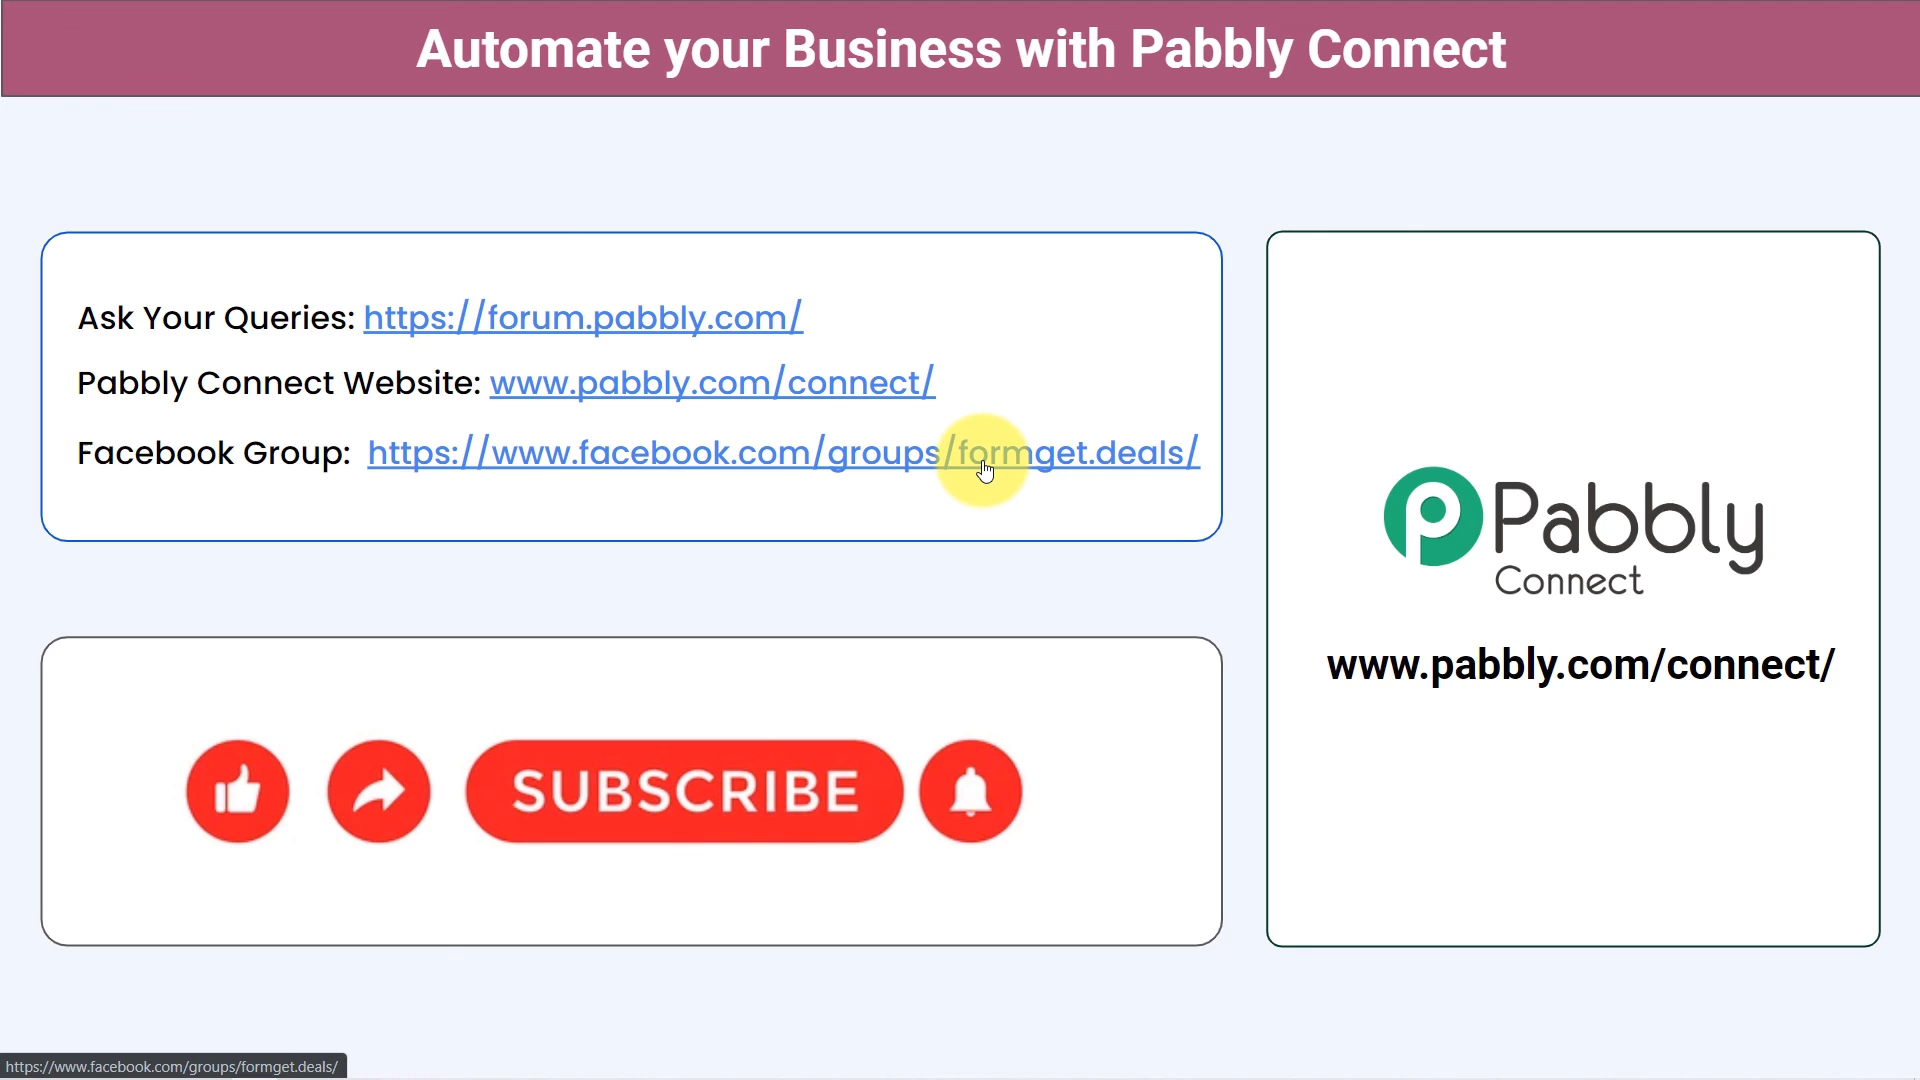 Automate your Business with Pabbly Connect
Ask Your Queries: https://forum.pabbly.com/
Pabbly Connect Website: www.pabbly.com/connect/
Facebook Group: https://www.facebook.com/groups/formget.deals/
Pabbly
Connect
www.pabbly.com/connect/
SUBSCRIBE
https://www.facebook.com/groups/formget.deals/